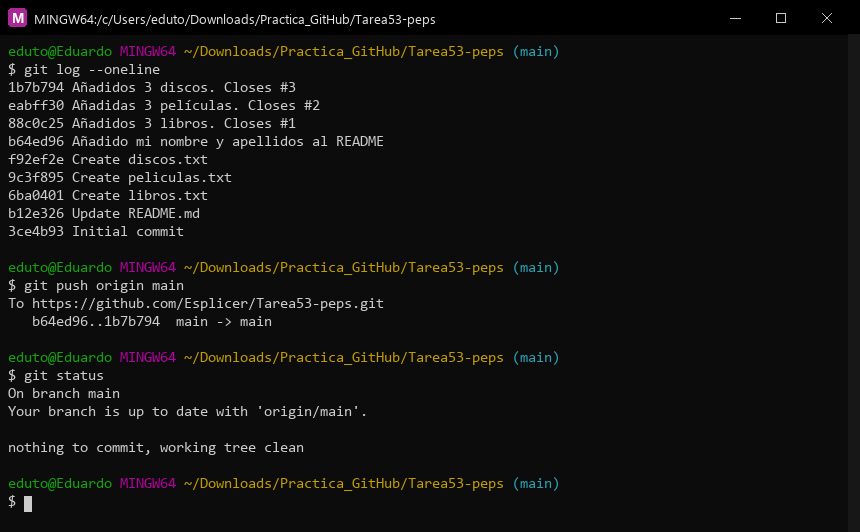 M MINGW64:/c/Users/eduto/Downloads/Practica_GitHub/Tarea53-peps
eduto@Eduardo MINGW64 ~/Downloads/Practica_GitHub/Tarea53-peps (main)
$ git log --oneline
1b7b794 Añadidos 3 discos. Closes #3
eabff30 Añadidos 3 películas. Closes #2
88c0c25 Añadidos 3 libros. Closes #1
b64ed96 Añadido mi nombre y apellidos al README
f92ef2e Create discos.txt
9c3f895 Create peliculas.txt
6ba0401 Create libros.txt
b12e326 Update README.md
3ce4b93 Initial commit
eduto@Eduardo MINGW64 ~/Downloads/Practica_GitHub/Tarea53-peps (main)
$ git push origin main
To https://github.com/Esplicer/Tarea53-peps.git
   b64ed96..1b7b794  main -> main
eduto@Eduardo MINGW64 ~/Downloads/Practica_GitHub/Tarea53-peps (main)
$ git status
On branch main
Your branch is up to date with 'origin/main'.
nothing to commit, working tree clean
eduto@Eduardo MINGW64 ~/Downloads/Practica_GitHub/Tarea53-peps (main)
$